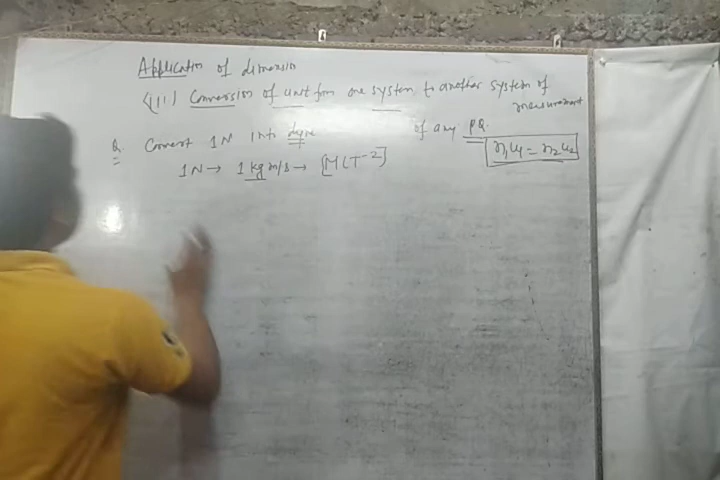 Application of dimension
(III) Conversion of unit from one system to another system of
measurement
of any PQ.
Q. Convert 1N into dyne
n₁u₁ = n₂u₂
1N → 1 kg m/s → [MLT⁻²]